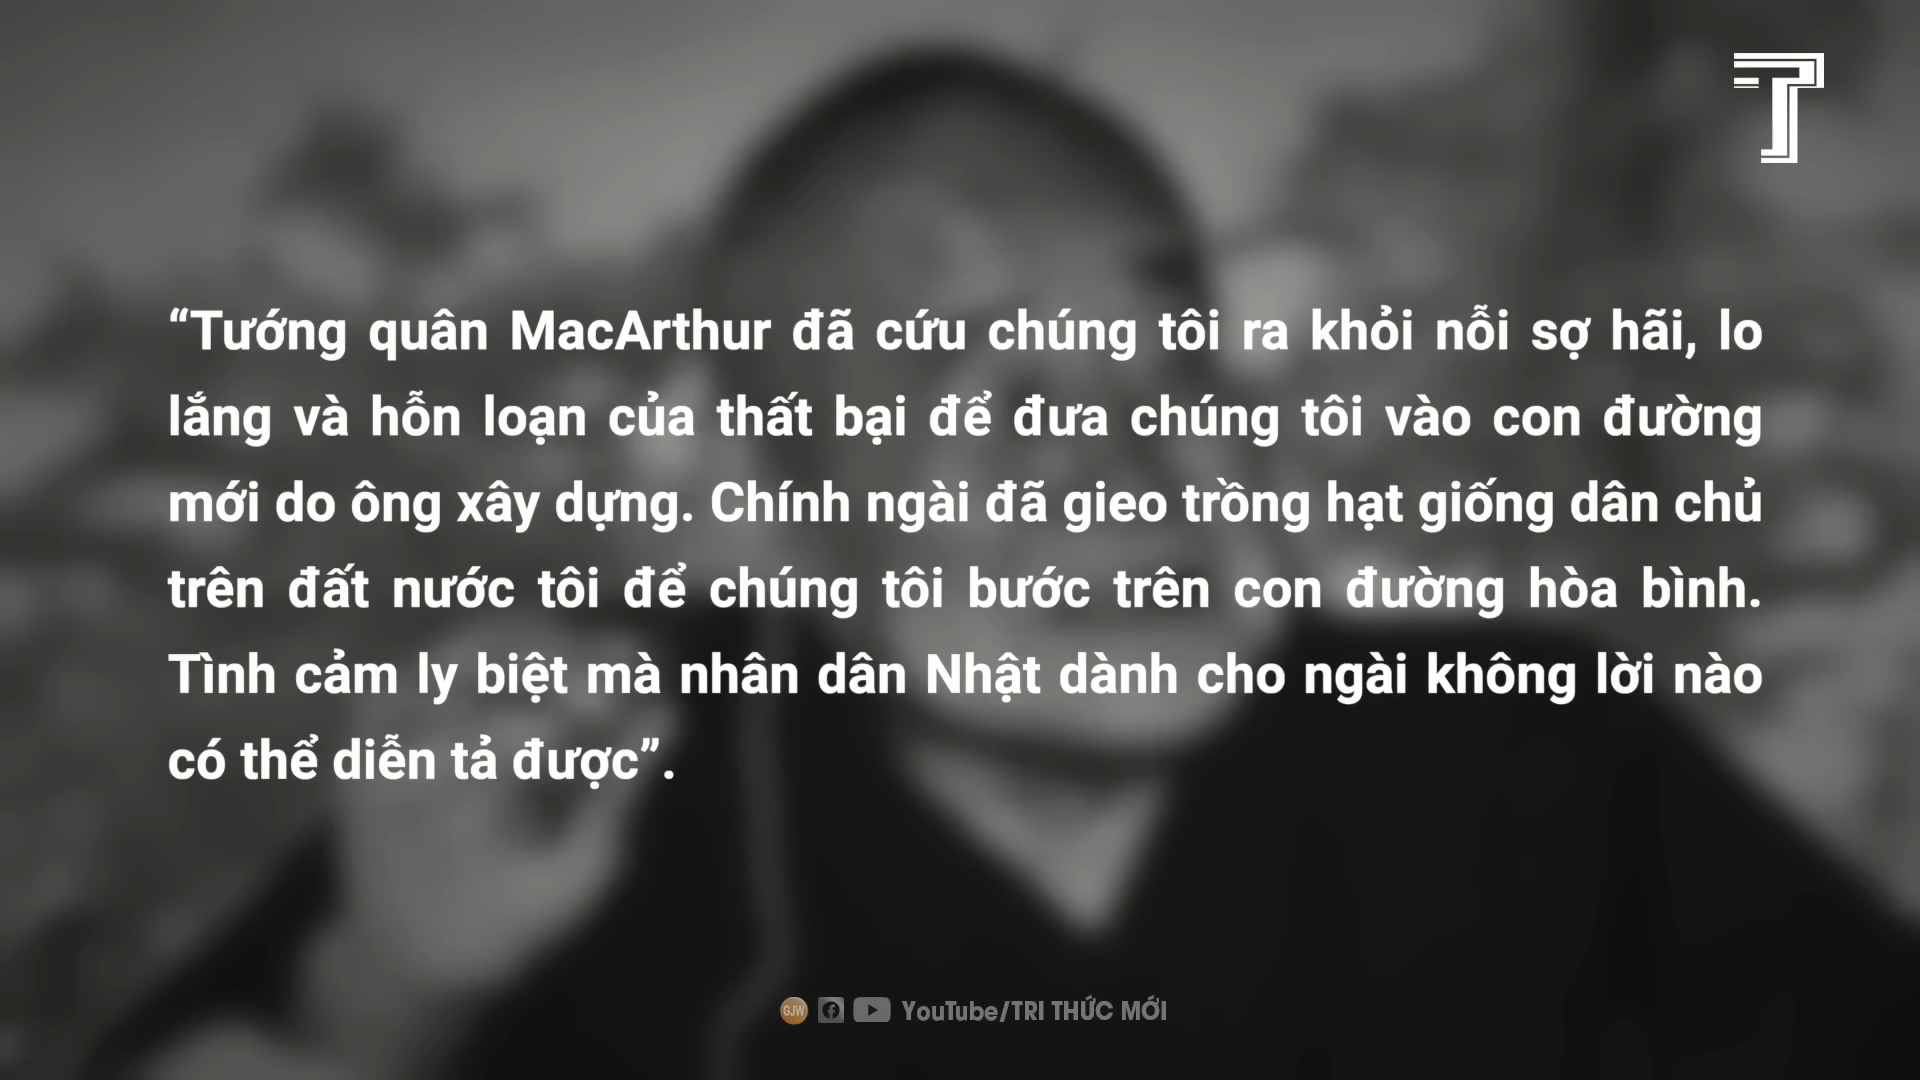 T
“Tướng quân MacArthur đã cứu chúng tôi ra khỏi nỗi sợ hãi, lo
lắng và hỗn loạn của thất bại để đưa chúng tôi vào con đường
mới do ông xây dựng. Chính ngài đã gieo trồng hạt giống dân chủ
trên đất nước tôi để chúng tôi bước trên con đường hòa bình.
Tình cảm ly biệt mà nhân dân Nhật dành cho ngài không lời nào
có thể diễn tả được”.
GJW YouTube/TRI THỨC MỚI